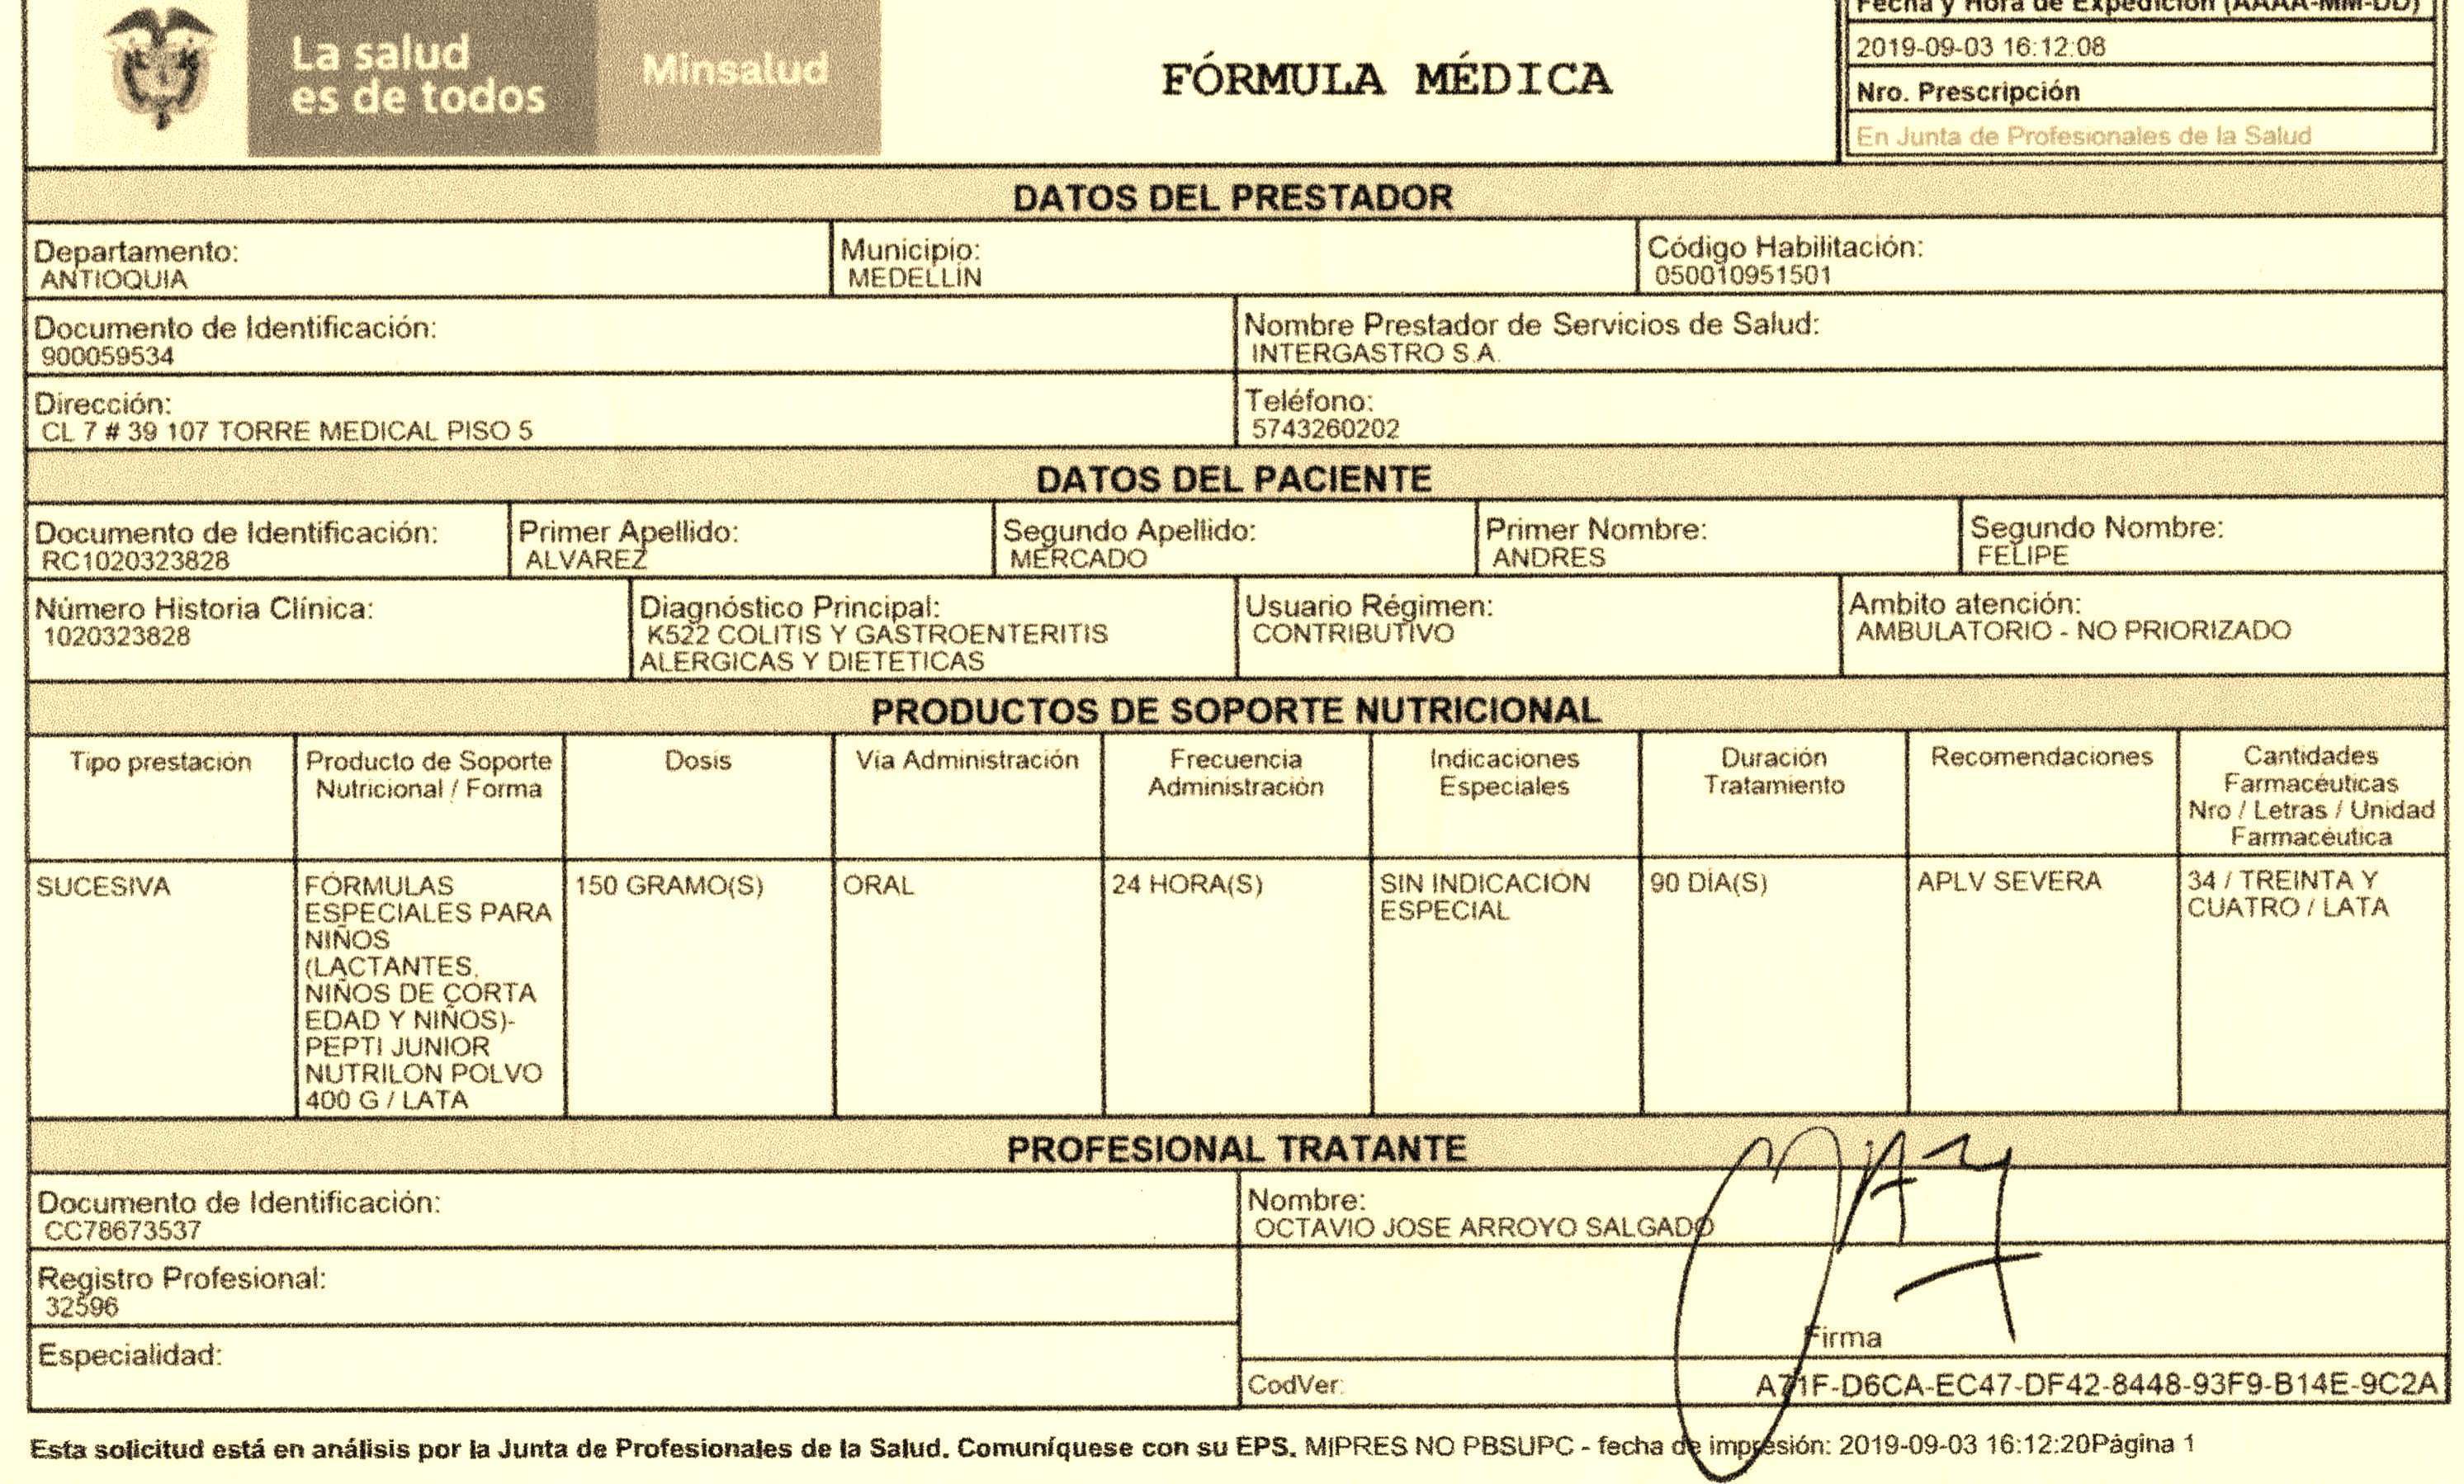 Fecha y Hora de Expedición (AAAA-MM-DD)
La salud
es de todos
Minsalud
FÓRMULA MÉDICA
2019-09-03 16:12:08
Nro. Prescripción
En Junta de Profesionales de la Salud
DATOS DEL PRESTADOR
Departamento: Municipio: Código Habilitación:
ANTIOQUIA MEDELLÍN 050010951501
Documento de Identificación: Nombre Prestador de Servicios de Salud:
900059534 INTERGASTRO S.A.
Dirección: Teléfono:
CL 7 # 39 107 TORRE MEDICAL PISO 5 5743260202
DATOS DEL PACIENTE
Documento de Identificación: Primer Apellido: Segundo Apellido: Primer Nombre: Segundo Nombre:
RC1020323828 ALVAREZ MERCADO ANDRES FELIPE
Número Historia Clínica: Diagnóstico Principal: Usuario Régimen: Ambito atención:
1020323828 K522 COLITIS Y GASTROENTERITIS CONTRIBUTIVO AMBULATORIO - NO PRIORIZADO
ALERGICAS Y DIETETICAS
PRODUCTOS DE SOPORTE NUTRICIONAL
Tipo prestación Producto de Soporte Dosis Vía Administración Frecuencia Indicaciones Duración Recomendaciones Cantidades
Nutricional / Forma Administración Especiales Tratamiento Farmacéuticas
Nro / Letras / Unidad
Farmacéutica
SUCESIVA FÓRMULAS 150 GRAMO(S) ORAL 24 HORA(S) SIN INDICACIÓN 90 DÍA(S) APLV SEVERA 34 / TREINTA Y
ESPECIALES PARA ESPECIAL CUATRO / LATA
NIÑOS
(LACTANTES,
NIÑOS DE CORTA
EDAD Y NIÑOS)-
PEPTI JUNIOR
NUTRILON POLVO
400 G / LATA
PROFESIONAL TRATANTE
Documento de Identificación: Nombre:
CC78673537 OCTAVIO JOSE ARROYO SALGADO
Registro Profesional:
32596
Firma
Especialidad:
CodVer: A71F-D6CA-EC47-DF42-8448-93F9-B14E-9C2A
Esta solicitud está en análisis por la Junta de Profesionales de la Salud. Comuníquese con su EPS. MIPRES NO PBSUPC - fecha de impresión: 2019-09-03 16:12:20Página 1